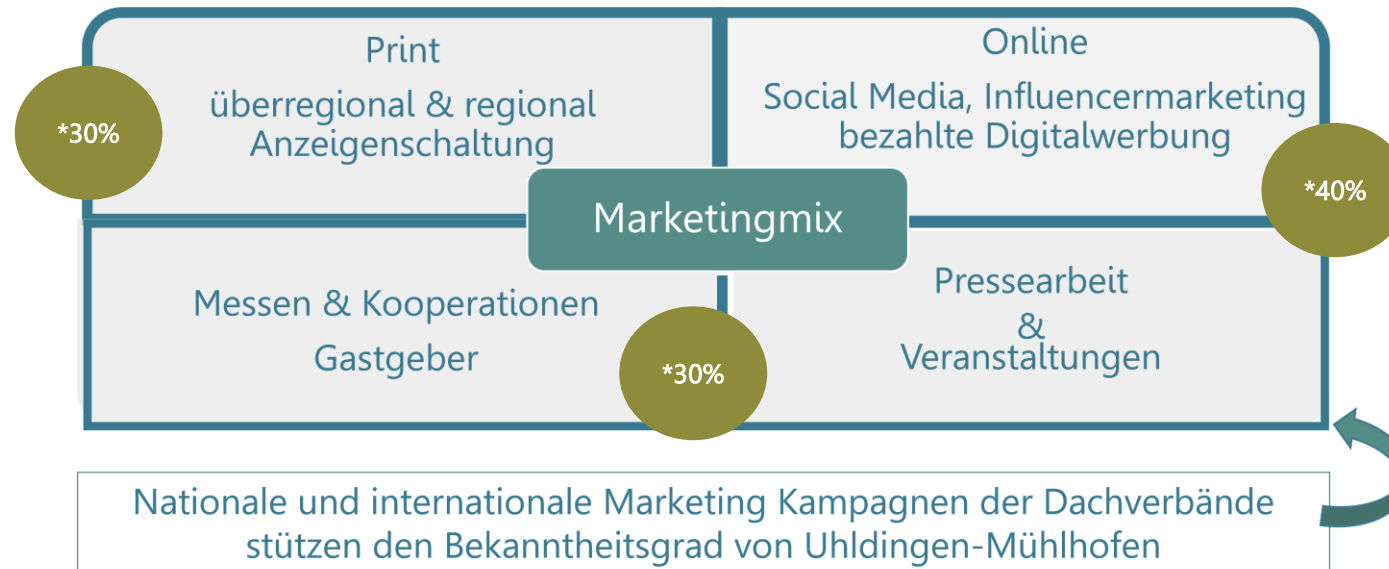 Print
überregional & regional
Anzeigenschaltung
*30%
Online
Social Media, Influencermarketing
bezahlte Digitalwerbung
*40%
Marketingmix
Messen & Kooperationen
Gastgeber
*30%
Pressearbeit
&
Veranstaltungen
Nationale und internationale Marketing Kampagnen der Dachverbände
stützen den Bekanntheitsgrad von Uhldingen-Mühlhofen